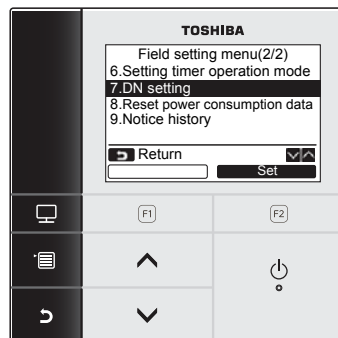 TOSHIBA
Field setting menu(2/2)
6.Setting timer operation mode
7.DN setting
8.Reset power consumption data
9.Notice history
Return
Set
F1
F2